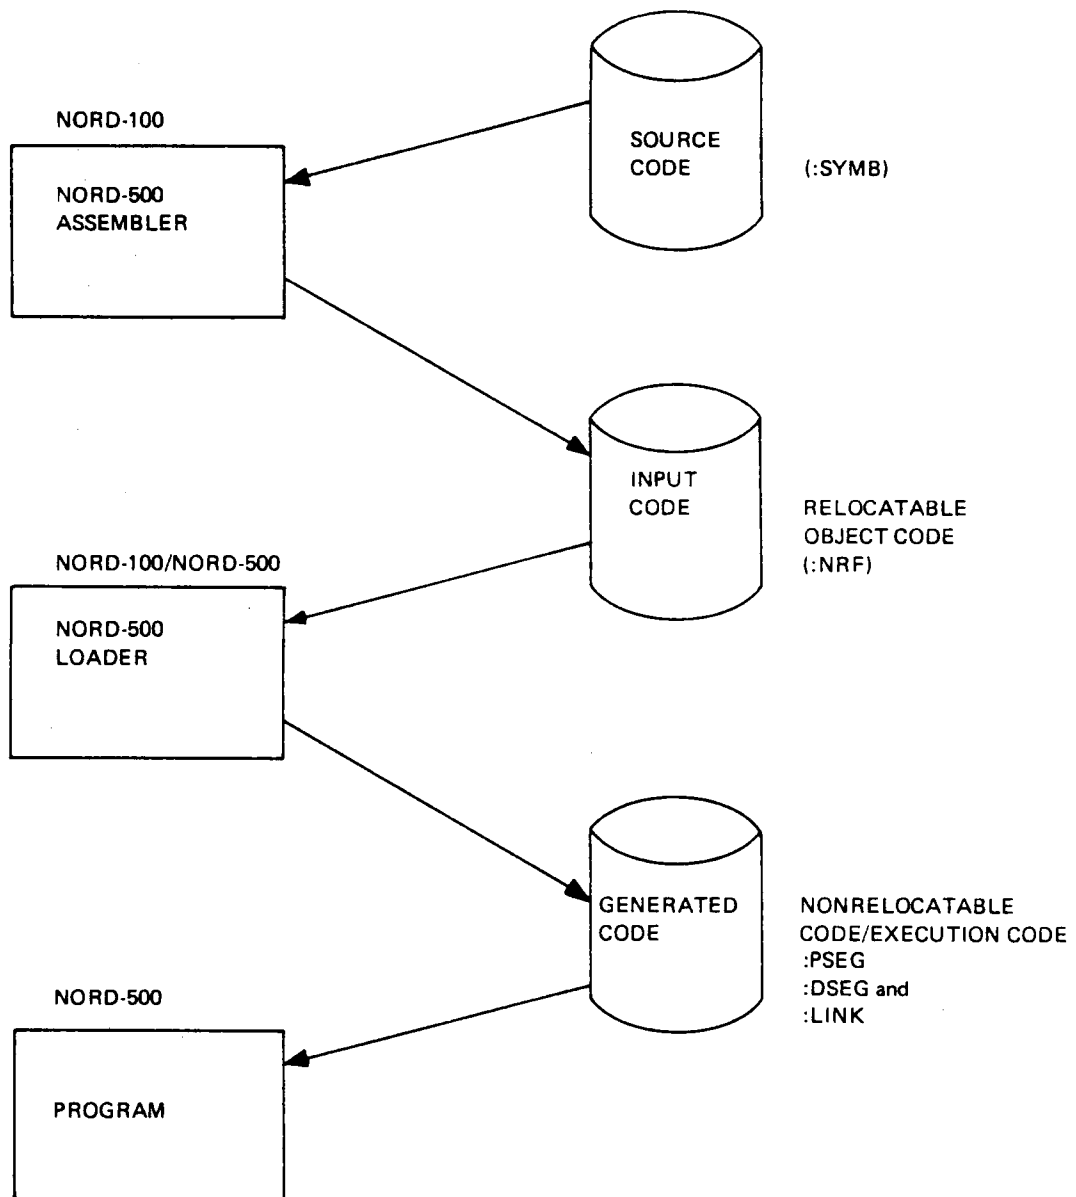 NORD-100
NORD-500
ASSEMBLER
SOURCE
CODE
(:SYMB)
INPUT
CODE
RELOCATABLE
OBJECT CODE
(:NRF)
NORD-100/NORD-500
NORD-500
LOADER
GENERATED
CODE
NONRELOCATABLE
CODE/EXECUTION CODE
:PSEG
:DSEG and
:LINK
NORD-500
PROGRAM